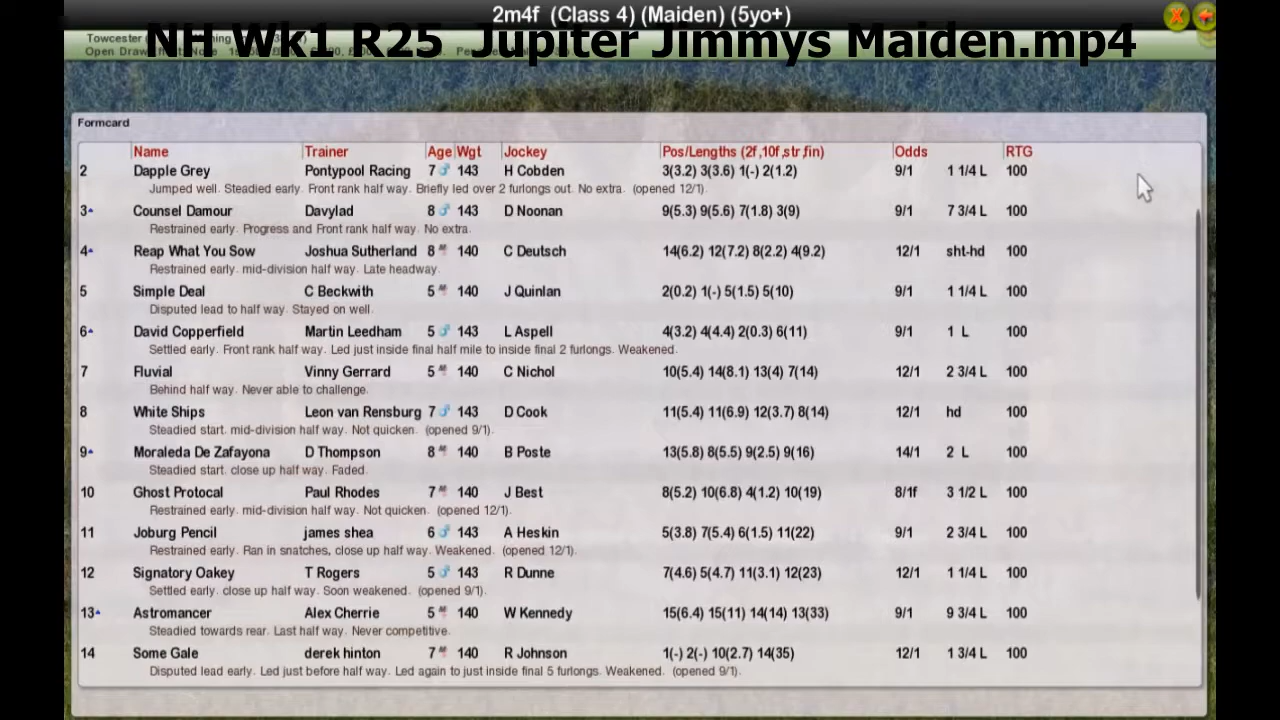 2m4f (Class 4) (Maiden) (5yo+)
NH Wk1 R25 Jupiter Jimmys Maiden.mp4
Towcester
Open Draw
Formcard
Name Trainer Age Wgt Jockey Pos/Lengths (2f,10f,str,fin) Odds RTG
2 Dapple Grey Pontypool Racing 7 143 H Cobden 3(3.2) 3(3.6) 1(-) 2(1.2) 9/1 1 1/4 L 100
Jumped well. Steadied early. Front rank half way. Briefly led over 2 furlongs out. No extra. (opened 12/1).
3 Counsel Damour Davylad 8 143 D Noonan 9(5.3) 9(5.6) 7(1.8) 3(9) 9/1 7 3/4 L 100
Restrained early. Progress and Front rank half way. No extra.
4 Reap What You Sow Joshua Sutherland 8 140 C Deutsch 14(6.2) 12(7.2) 8(2.2) 4(9.2) 12/1 sht-hd 100
Restrained early. mid-division half way. Late headway.
5 Simple Deal C Beckwith 5 140 J Quinlan 2(0.2) 1(-) 5(1.5) 5(10) 9/1 1 1/4 L 100
Disputed lead to half way. Stayed on well.
6 David Copperfield Martin Leedham 5 143 L Aspell 4(3.2) 4(4.4) 2(0.3) 6(11) 9/1 1 L 100
Settled early. Front rank half way. Led just inside final half mile to inside final 2 furlongs. Weakened.
7 Fluvial Vinny Gerrard 5 140 C Nichol 10(5.4) 14(8.1) 13(4) 7(14) 12/1 2 3/4 L 100
Behind half way. Never able to challenge.
8 White Ships Leon van Rensburg 7 143 D Cook 11(5.4) 11(6.9) 12(3.7) 8(14) 12/1 hd 100
Steadied start. mid-division half way. Not quicken. (opened 9/1).
9 Moraleda De Zafayona D Thompson 8 140 B Poste 13(5.8) 8(5.5) 9(2.5) 9(16) 14/1 2 L 100
Steadied start. close up half way. Faded.
10 Ghost Protocal Paul Rhodes 7 140 J Best 8(5.2) 10(6.8) 4(1.2) 10(19) 8/1f 3 1/2 L 100
Restrained early. mid-division half way. Not quicken. (opened 12/1).
11 Joburg Pencil james shea 6 143 A Heskin 5(3.8) 7(5.4) 6(1.5) 11(22) 9/1 2 3/4 L 100
Restrained early. Ran in snatches, close up half way. Weakened. (opened 12/1).
12 Signatory Oakey T Rogers 5 143 R Dunne 7(4.6) 5(4.7) 11(3.1) 12(23) 12/1 1 1/4 L 100
Settled early. close up half way. Soon weakened. (opened 9/1).
13 Astromancer Alex Cherrie 5 140 W Kennedy 15(6.4) 15(11) 14(14) 13(33) 9/1 9 3/4 L 100
Steadied towards rear. Last half way. Never competitive.
14 Some Gale derek hinton 7 140 R Johnson 1(-) 2(-) 10(2.7) 14(35) 12/1 1 3/4 L 100
Disputed lead early. Led just before half way. Led again to just inside final 5 furlongs. Weakened. (opened 9/1).